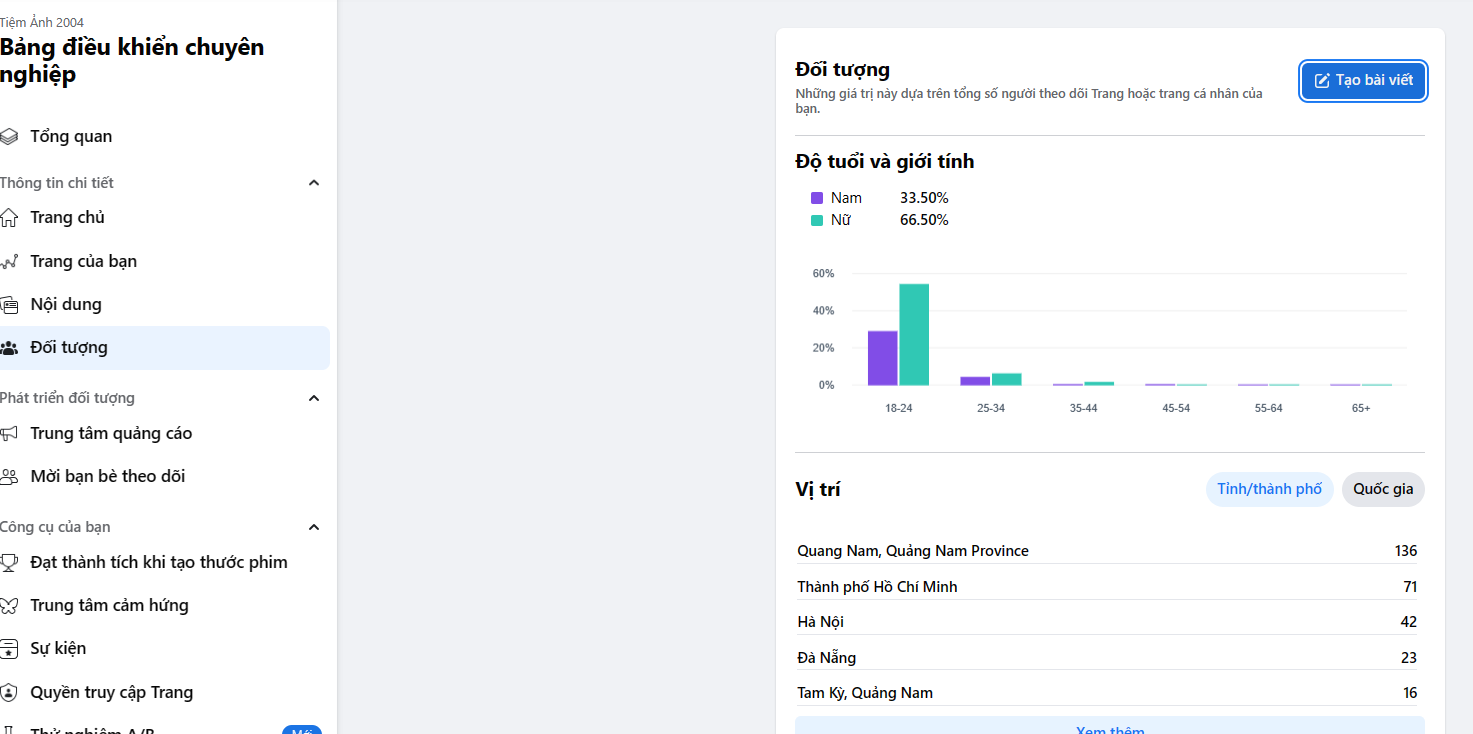 Tiệm Ảnh 2004
Bảng điều khiển chuyên
nghiệp
Tổng quan
Thông tin chi tiết
Trang chủ
Trang của bạn
Nội dung
Đối tượng
Phát triển đối tượng
Trung tâm quảng cáo
Mời bạn bè theo dõi
Công cụ của bạn
Đạt thành tích khi tạo thước phim
Trung tâm cảm hứng
Sự kiện
Quyền truy cập Trang
Thử nghiệm A/B
Mới
Đối tượng
Những giá trị này dựa trên tổng số người theo dõi Trang hoặc trang cá nhân của
bạn.
Tạo bài viết
Độ tuổi và giới tính
Nam 33.50%
Nữ 66.50%
60%
40%
20%
0%
18-24 25-34 35-44 45-54 55-64 65+
Vị trí
Tỉnh/thành phố
Quốc gia
Quang Nam, Quảng Nam Province 136
Thành phố Hồ Chí Minh 71
Hà Nội 42
Đà Nẵng 23
Tam Kỳ, Quảng Nam 16
Xem thêm